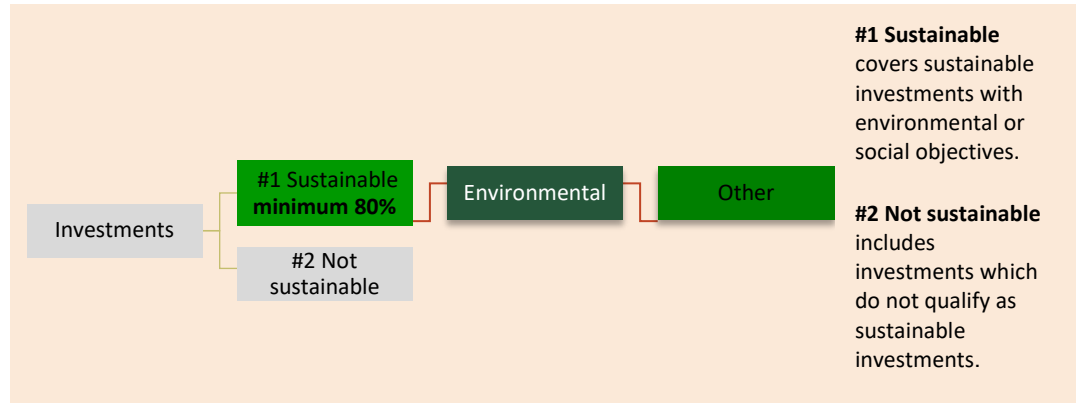 Investments
#1 Sustainable
minimum 80%
#2 Not
sustainable
Environmental
Other
#1 Sustainable
covers sustainable
investments with
environmental or
social objectives.
#2 Not sustainable
includes
investments which
do not qualify as
sustainable
investments.